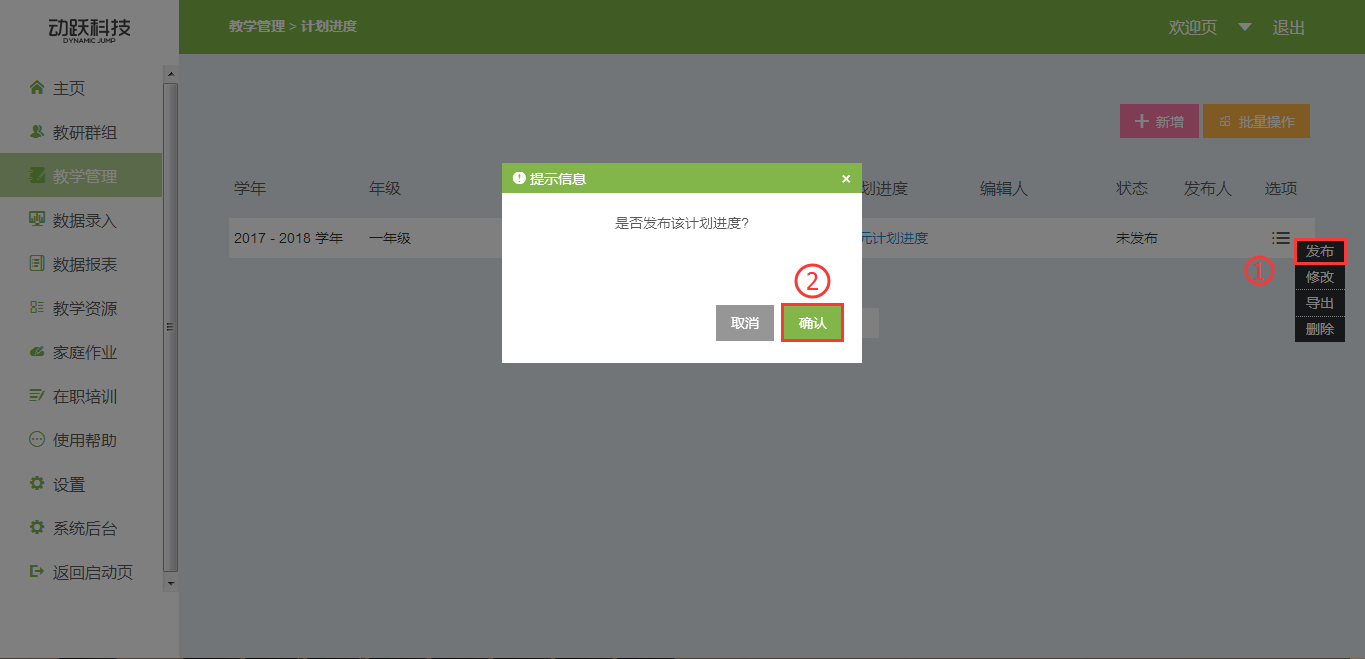 动跃科技
DYNAMIC JUMP
教学管理 > 计划进度
欢迎页 退出
主页
教研群组
教学管理
数据录入
数据报表
教学资源
家庭作业
在职培训
使用帮助
设置
系统后台
返回启动页
新增 批量操作
学年 年级 划进度 编辑人 状态 发布人 选项
2017 - 2018 学年 一年级 元计划进度 未发布
提示信息 ×
是否发布该计划进度?
②
取消 确认
①
发布
修改
导出
删除